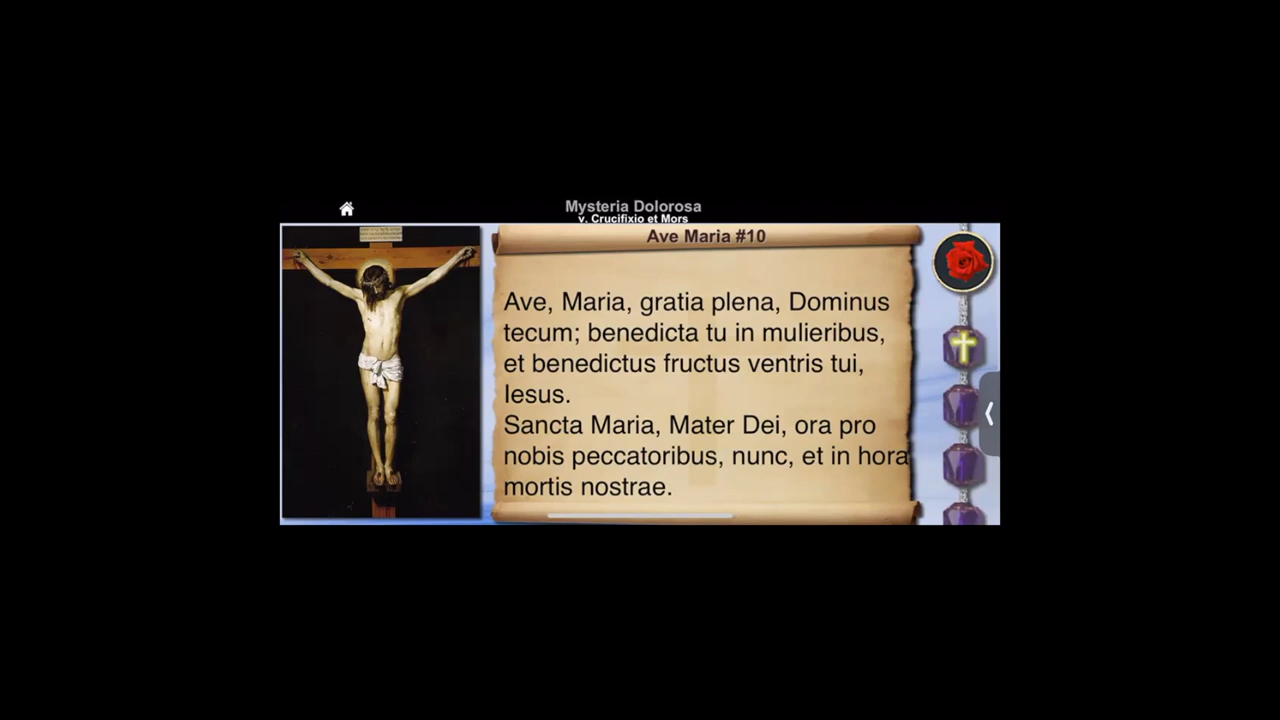 Mysteria Dolorosa
v. Crucifixio et Mors
Ave Maria #10
Ave, Maria, gratia plena, Dominus
tecum; benedicta tu in mulieribus,
et benedictus fructus ventris tui,
Iesus.
Sancta Maria, Mater Dei, ora pro
nobis peccatoribus, nunc, et in hora
mortis nostrae.